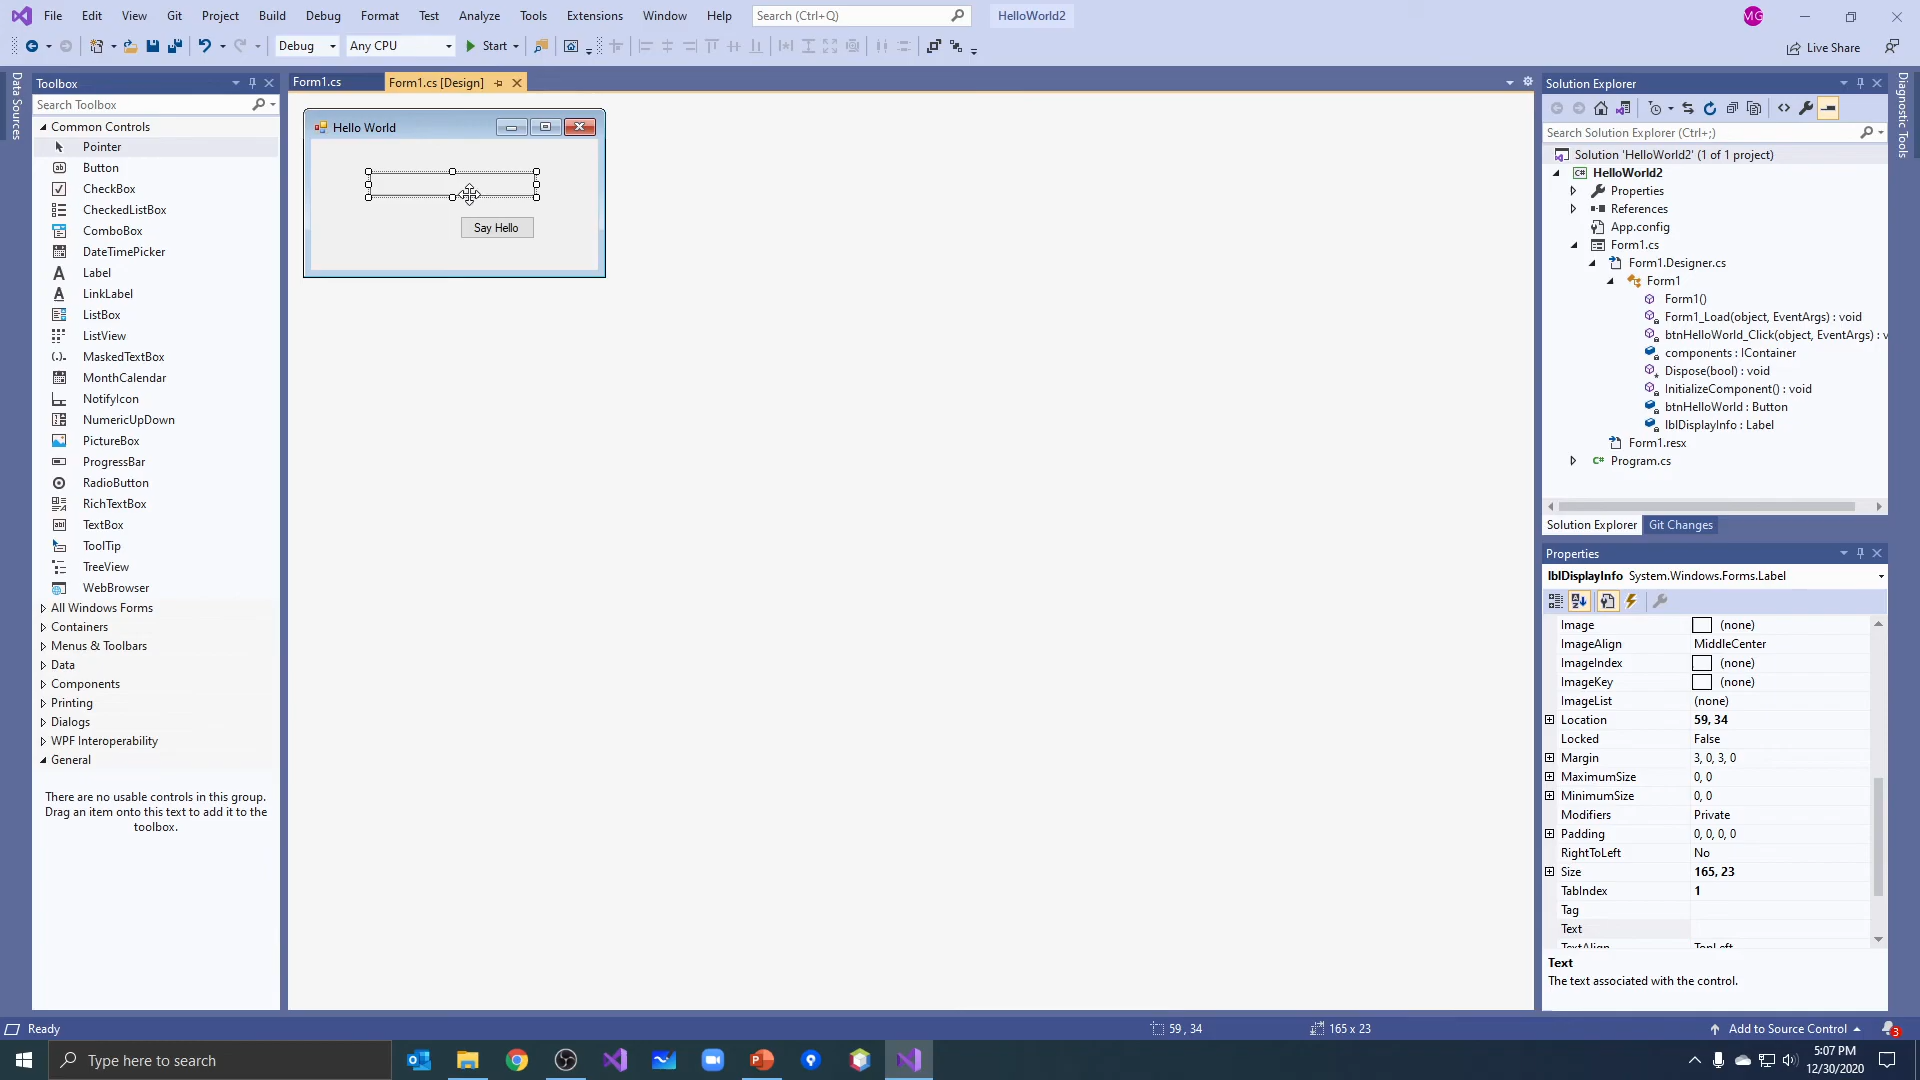 File Edit View Git Project Build Debug Format Test Analyze Tools Extensions Window Help Search (Ctrl+Q) HelloWorld2 MG
Debug Any CPU Start Live Share
Data Sources
Toolbox
Search Toolbox
Common Controls
Pointer
Button
CheckBox
CheckedListBox
ComboBox
DateTimePicker
Label
LinkLabel
ListBox
ListView
MaskedTextBox
MonthCalendar
NotifyIcon
NumericUpDown
PictureBox
ProgressBar
RadioButton
RichTextBox
TextBox
ToolTip
TreeView
WebBrowser
All Windows Forms
Containers
Menus & Toolbars
Data
Components
Printing
Dialogs
WPF Interoperability
General
There are no usable controls in this group.
Drag an item onto this text to add it to the
toolbox.
Form1.cs Form1.cs [Design]
Hello World
Say Hello
Solution Explorer
Search Solution Explorer (Ctrl+;)
Solution 'HelloWorld2' (1 of 1 project)
HelloWorld2
Properties
References
App.config
Form1.cs
Form1.Designer.cs
Form1
Form1()
Form1_Load(object, EventArgs) : void
btnHelloWorld_Click(object, EventArgs) : v
components : IContainer
Dispose(bool) : void
InitializeComponent() : void
btnHelloWorld : Button
lblDisplayInfo : Label
Form1.resx
Program.cs
Solution Explorer Git Changes
Properties
lblDisplayInfo System.Windows.Forms.Label
Image (none)
ImageAlign MiddleCenter
ImageIndex (none)
ImageKey (none)
ImageList (none)
Location 59, 34
Locked False
Margin 3, 0, 3, 0
MaximumSize 0, 0
MinimumSize 0, 0
Modifiers Private
Padding 0, 0, 0, 0
RightToLeft No
Size 165, 23
TabIndex 1
Tag
Text
TextAlign TopLeft
Text
The text associated with the control.
Diagnostic Tools
Ready 59 , 34 165 x 23 Add to Source Control 3
Type here to search
5:07 PM
12/30/2020